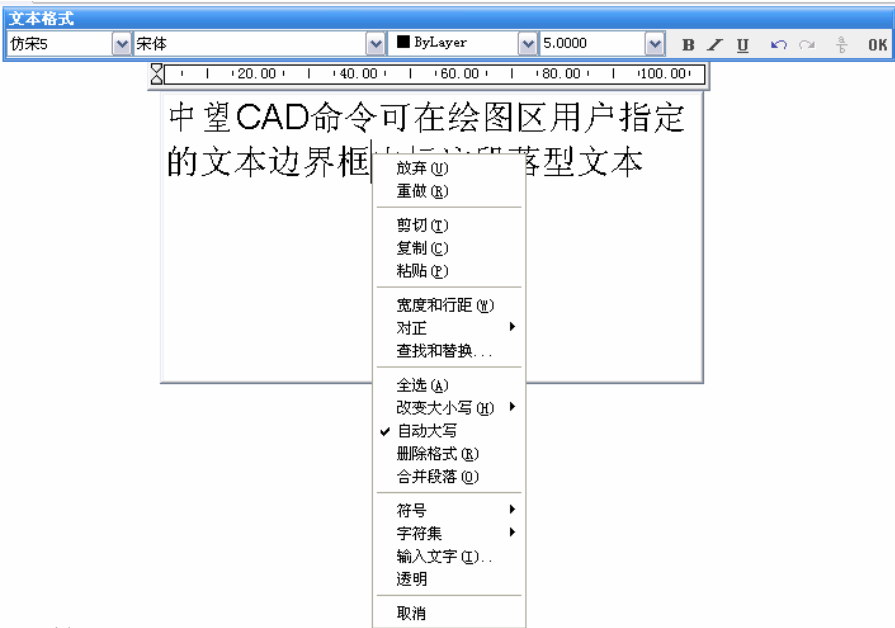 文本格式
仿宋5 宋体 ByLayer 5.0000 B I U a/b OK
20.00 40.00 60.00 80.00 100.00
中望CAD命令可在绘图区用户指定
的文本边界框 落型文本
放弃(U)
重做(R)
剪切(T)
复制(C)
粘贴(P)
宽度和行距(W)
对正
查找和替换...
全选(A)
改变大小写(H)
自动大写
删除格式(R)
合并段落(O)
符号
字符集
输入文字(I)..
透明
取消